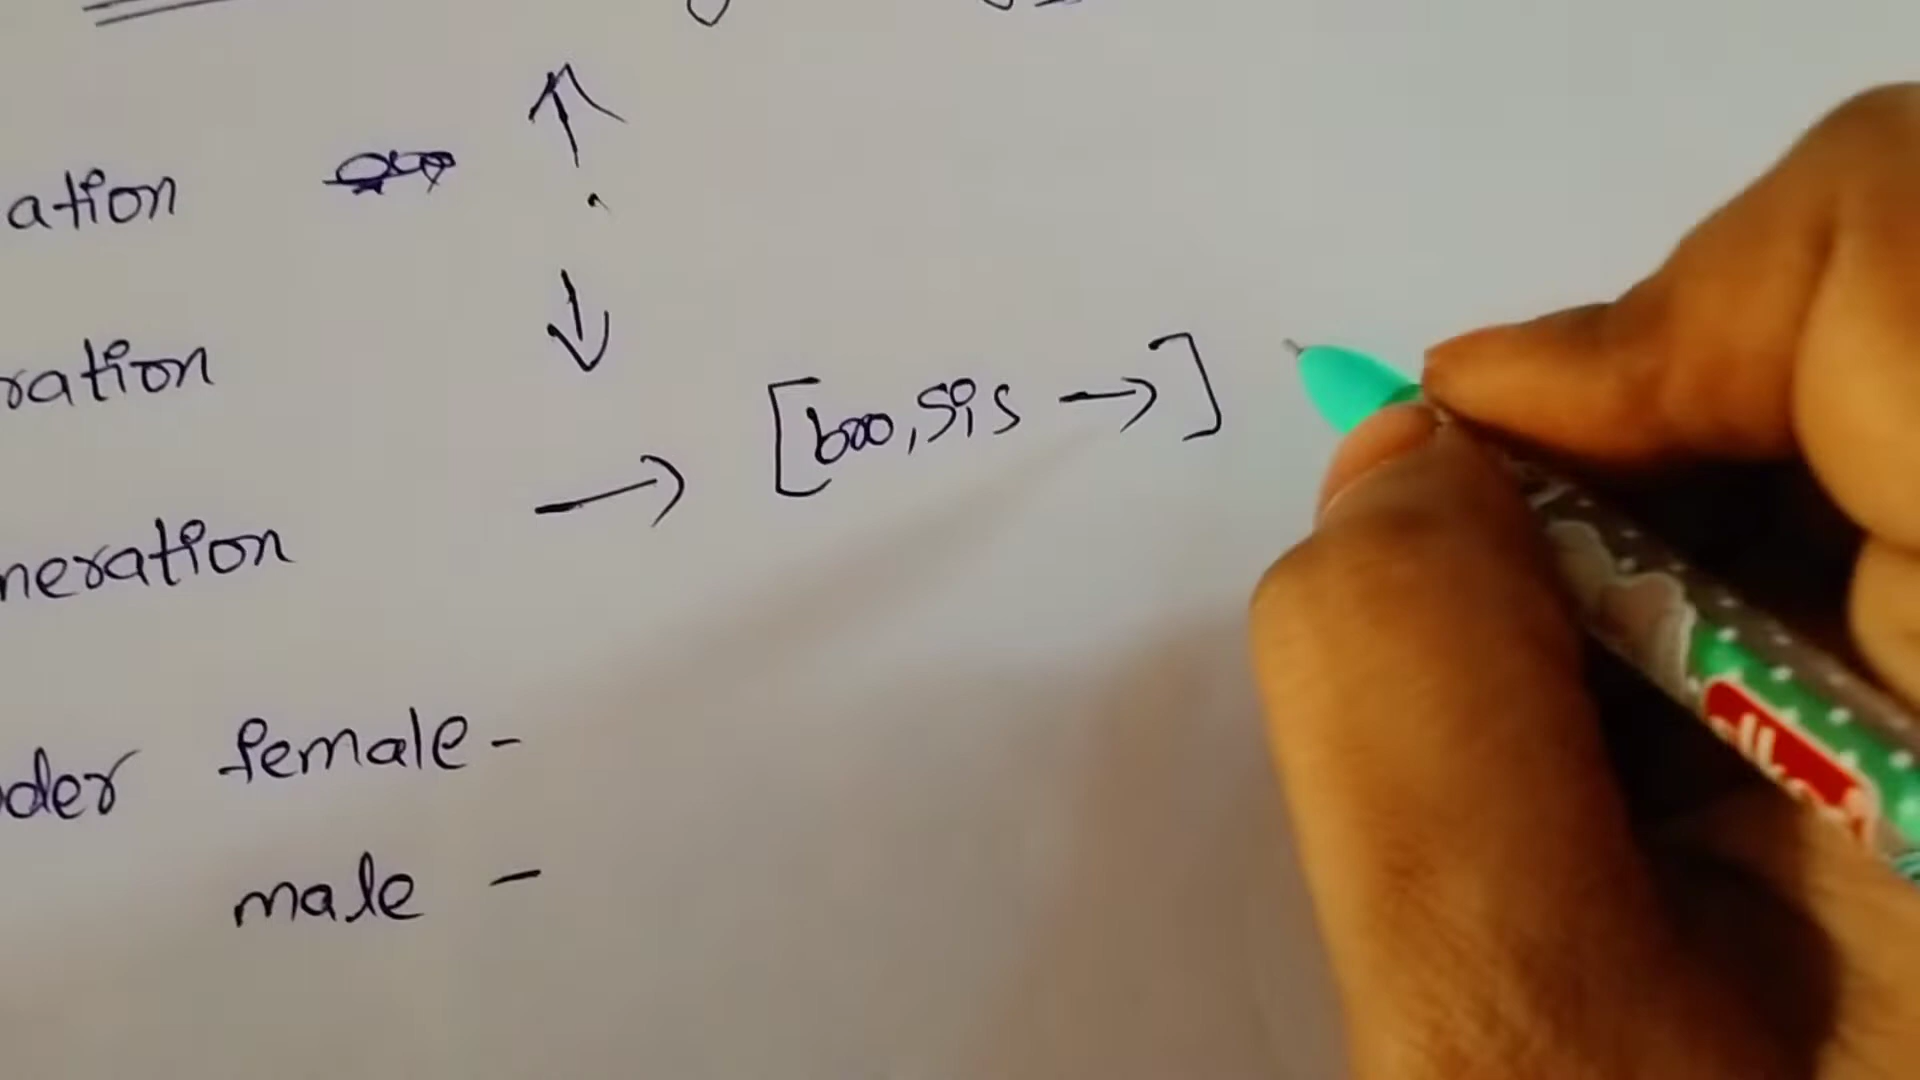 ation ↑
ration ↓
neration → [bro, sis →]
der female -
male -